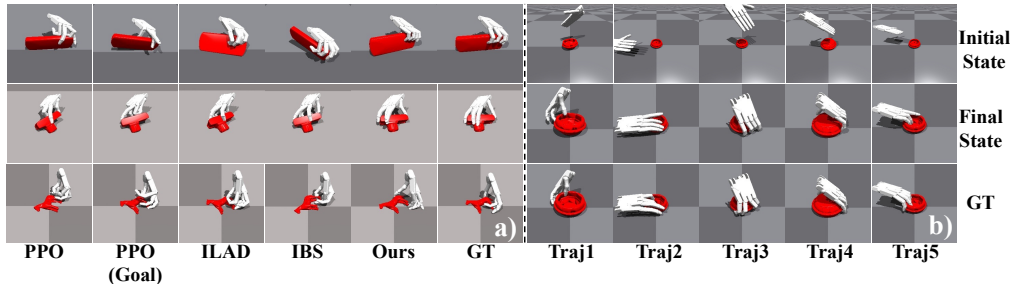 Initial
State
Final
State
GT
a)
b)
PPO
PPO
(Goal)
ILAD
IBS
Ours
GT
Traj1
Traj2
Traj3
Traj4
Traj5